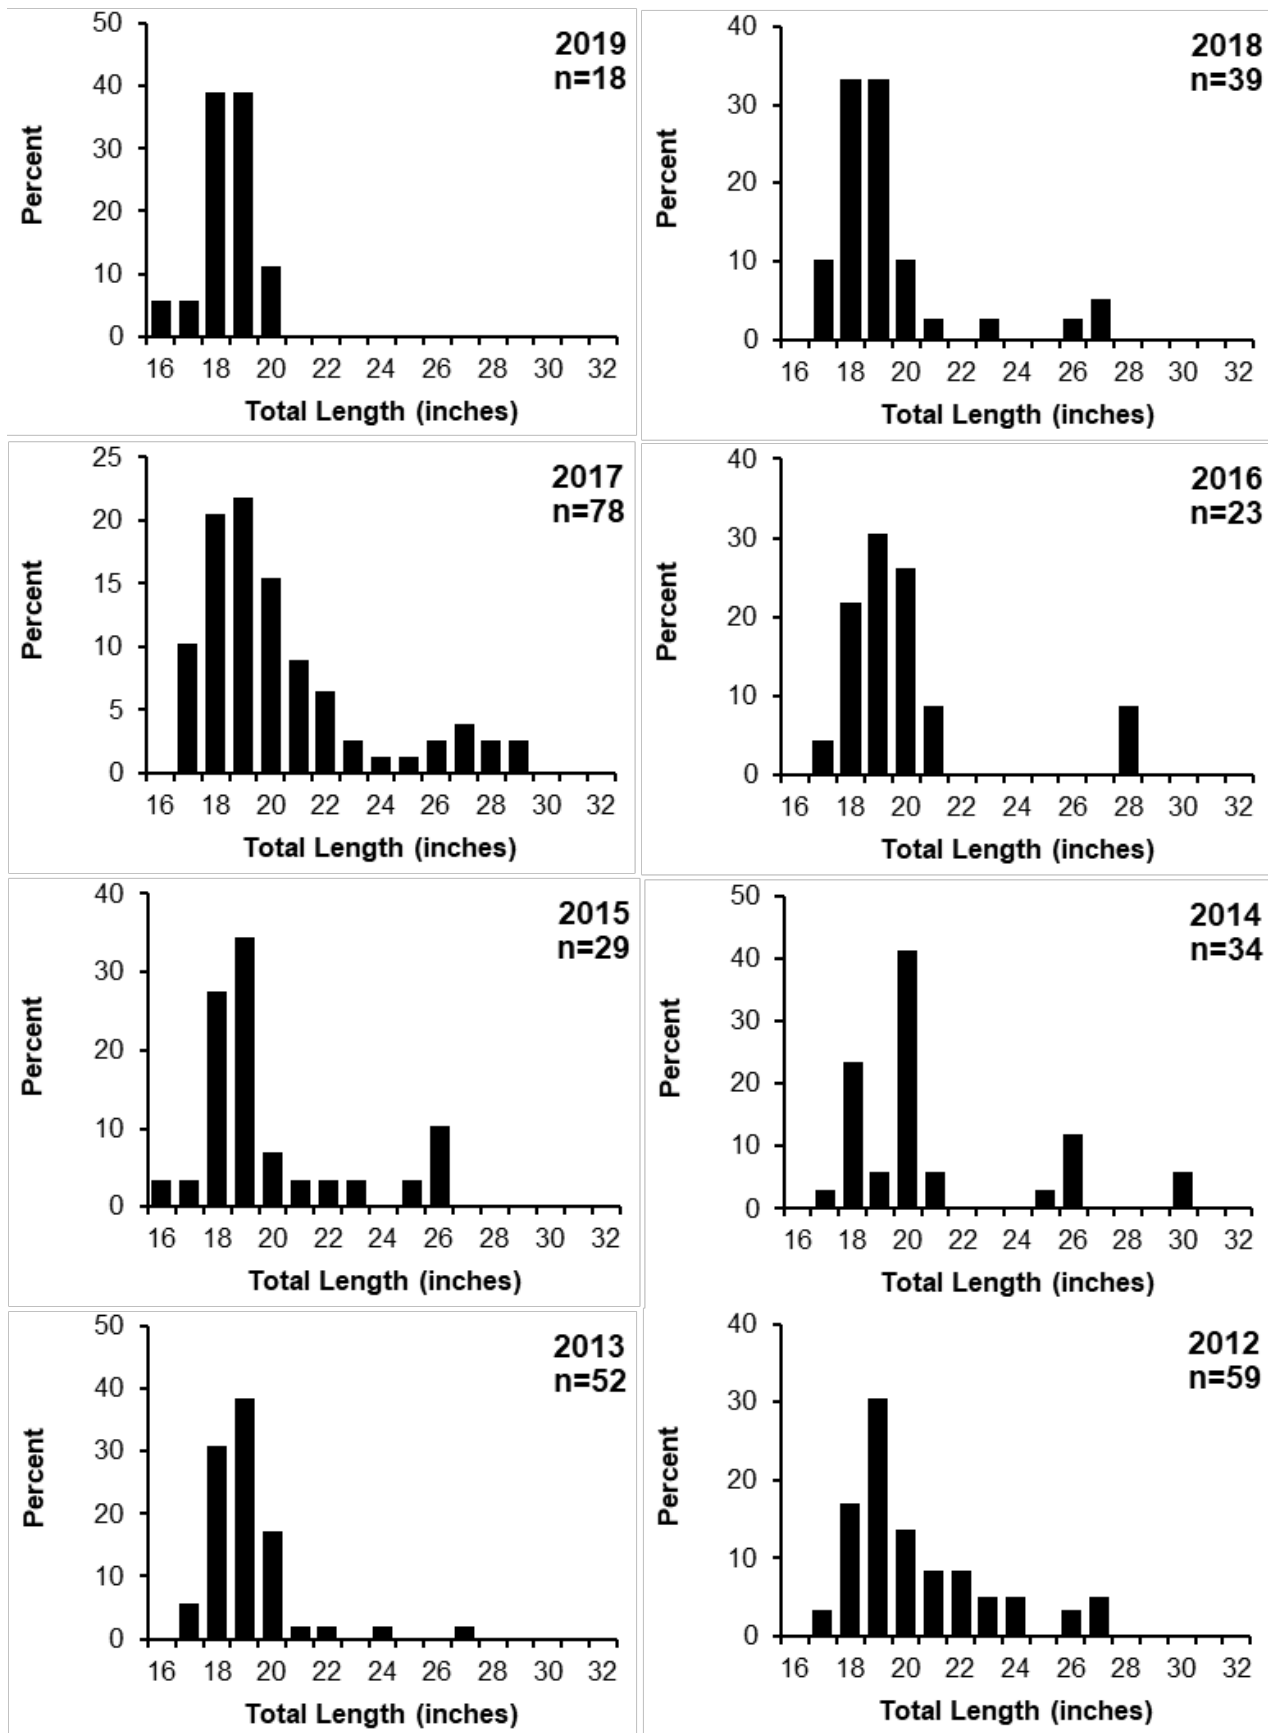 50
40
30
20
10
0
Percent
2019
n=18
16 18 20 22 24 26 28 30 32
Total Length (inches)
40
30
20
10
0
Percent
2018
n=39
16 18 20 22 24 26 28 30 32
Total Length (inches)
25
20
15
10
5
0
Percent
2017
n=78
16 18 20 22 24 26 28 30 32
Total Length (inches)
40
30
20
10
0
Percent
2016
n=23
16 18 20 22 24 26 28 30 32
Total Length (inches)
40
30
20
10
0
Percent
2015
n=29
16 18 20 22 24 26 28 30 32
Total Length (inches)
50
40
30
20
10
0
Percent
2014
n=34
16 18 20 22 24 26 28 30 32
Total Length (inches)
50
40
30
20
10
0
Percent
2013
n=52
16 18 20 22 24 26 28 30 32
Total Length (inches)
40
30
20
10
0
Percent
2012
n=59
16 18 20 22 24 26 28 30 32
Total Length (inches)